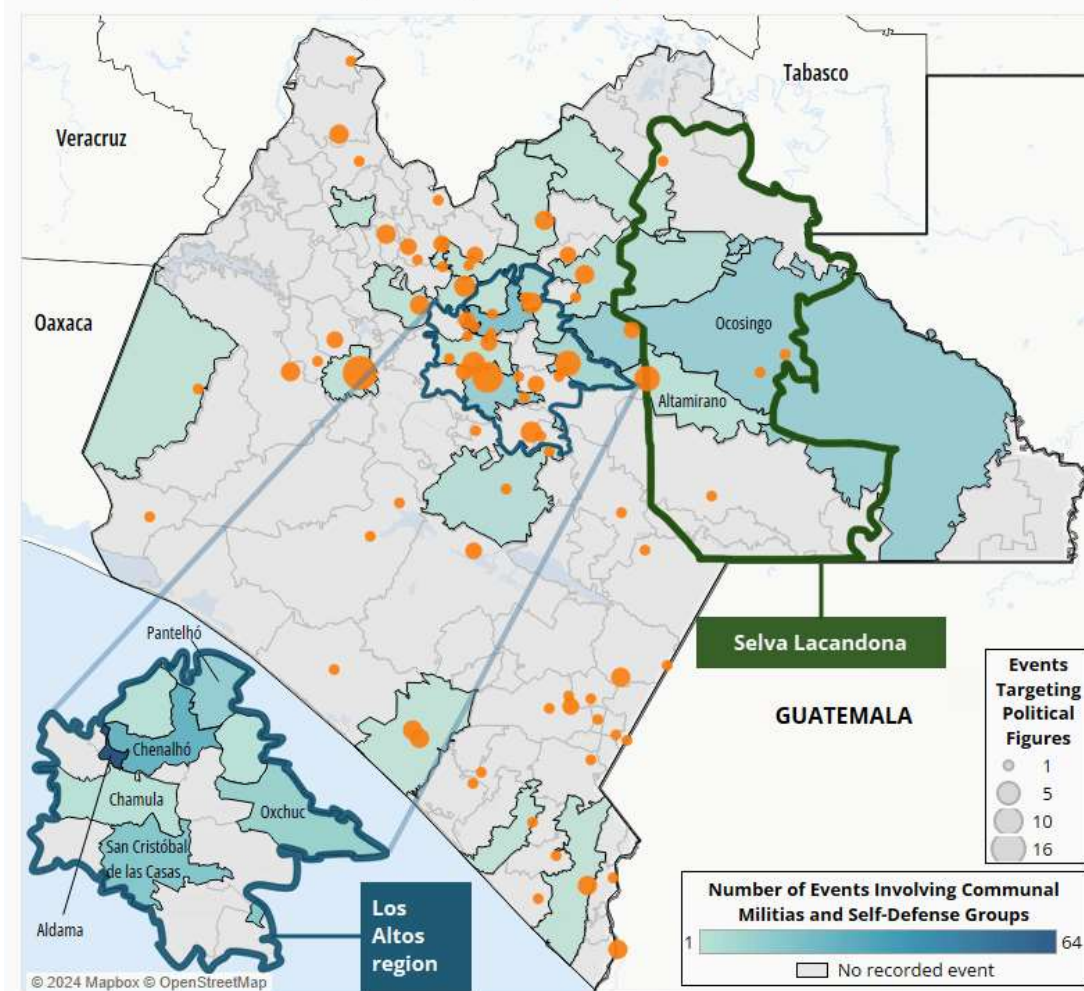 Tabasco
Veracruz
Oaxaca
Ocosingo
Altamirano
Selva Lacandona
GUATEMALA
Pantelhó
Chenalhó
Chamula
Oxchuc
San Cristóbal
de las Casas
Aldama
Los
Altos
region
Events
Targeting
Political
Figures
1
5
10
16
Number of Events Involving Communal
Militias and Self-Defense Groups
1
64
No recorded event
© 2024 Mapbox © OpenStreetMap